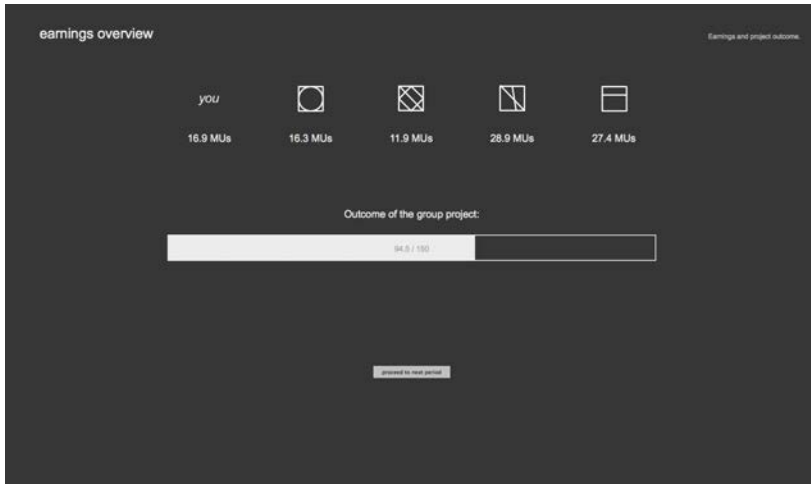 earnings overview
Earnings and project outcome.
you
16.9 MUs 16.3 MUs 11.9 MUs 28.9 MUs 27.4 MUs
Outcome of the group project:
94.5 / 150
proceed to next period